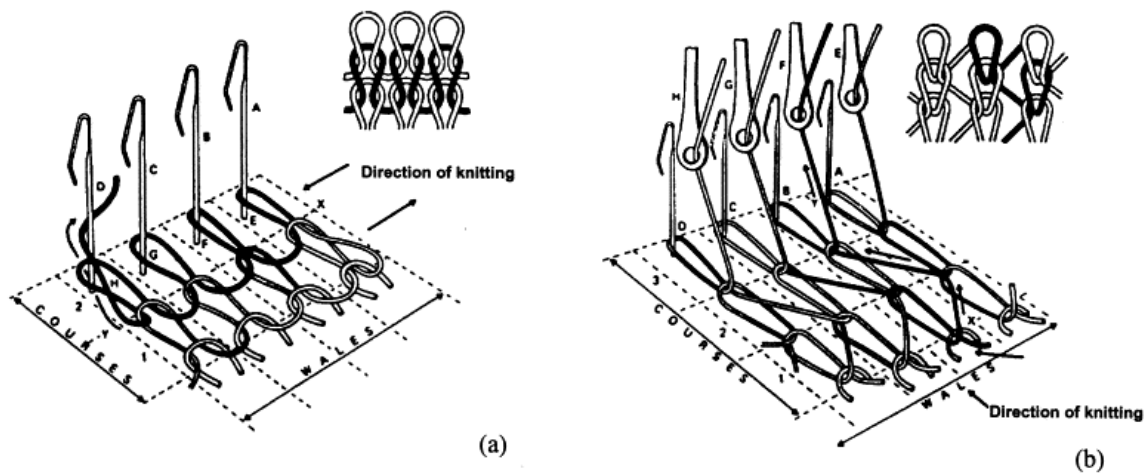 A
B
C
D
E
F
G
H
X
Y
2
1
COURSES
WALES
Direction of knitting
(a)
H
G
F
E
A
B
C
D
Y
X
3
2
1
COURSES
WALES
Direction of knitting
(b)